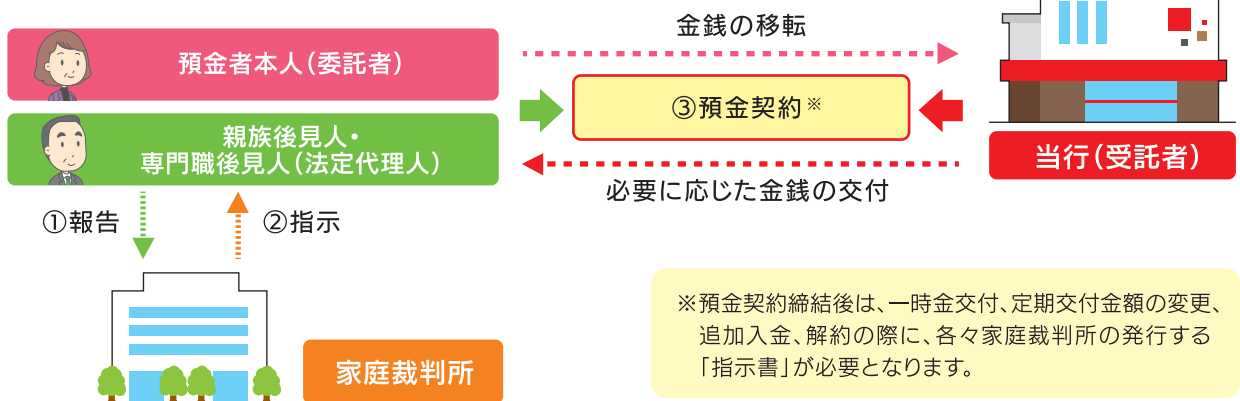 金銭の移転
預金者本人（委託者）
③預金契約※
親族後見人・
専門職後見人（法定代理人）
当行（受託者）
必要に応じた金銭の交付
①報告
②指示
家庭裁判所
※預金契約締結後は、一時金交付、定期交付金額の変更、
追加入金、解約の際に、各々家庭裁判所の発行する
「指示書」が必要となります。